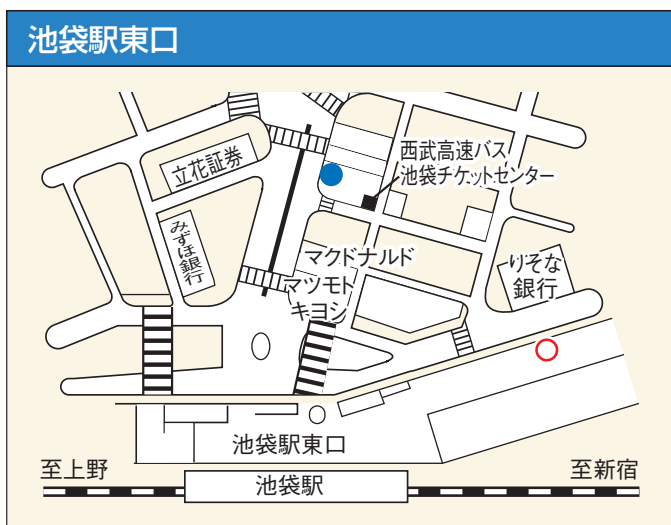 池袋駅東口
西武高速バス
池袋チケットセンター
立花証券
みずほ銀行
マクドナルド
マツモト
キヨシ
りそな
銀行
池袋駅東口
至上野
至新宿
池袋駅